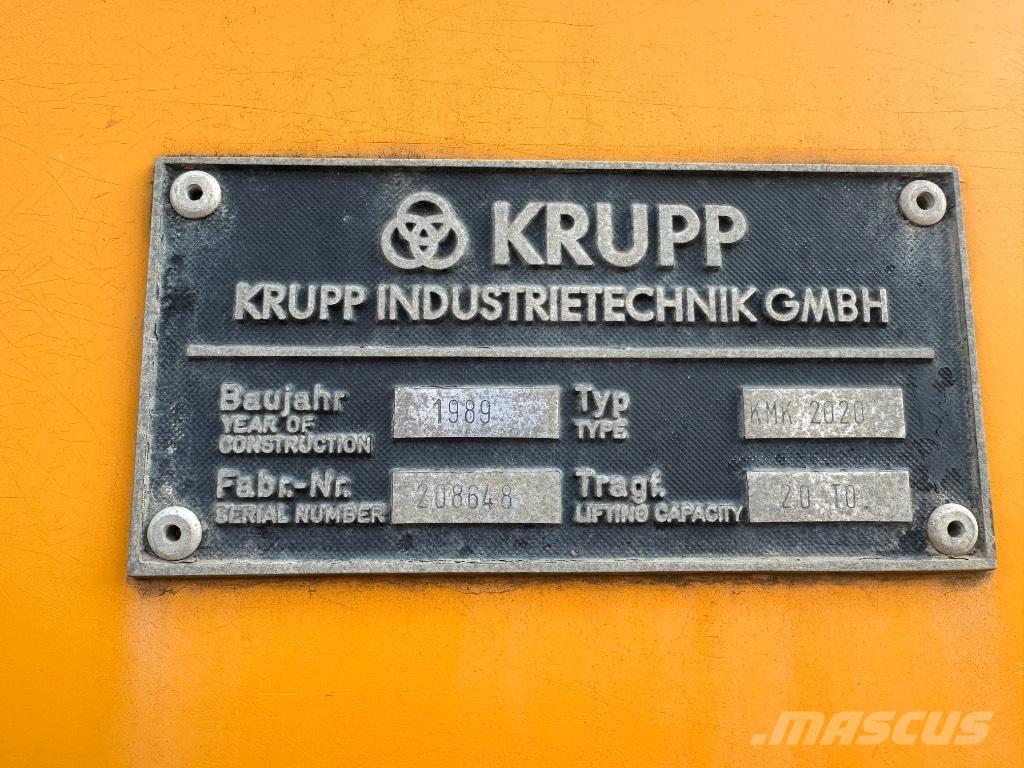 KRUPP
KRUPP INDUSTRIETECHNIK GMBH
Baujahr 1989 Typ KMK 2020
YEAR OF CONSTRUCTION TYPE
Fabr.-Nr. 208648 Tragf. 20 TO.
SERIAL NUMBER LIFTING CAPACITY
.MASCUS